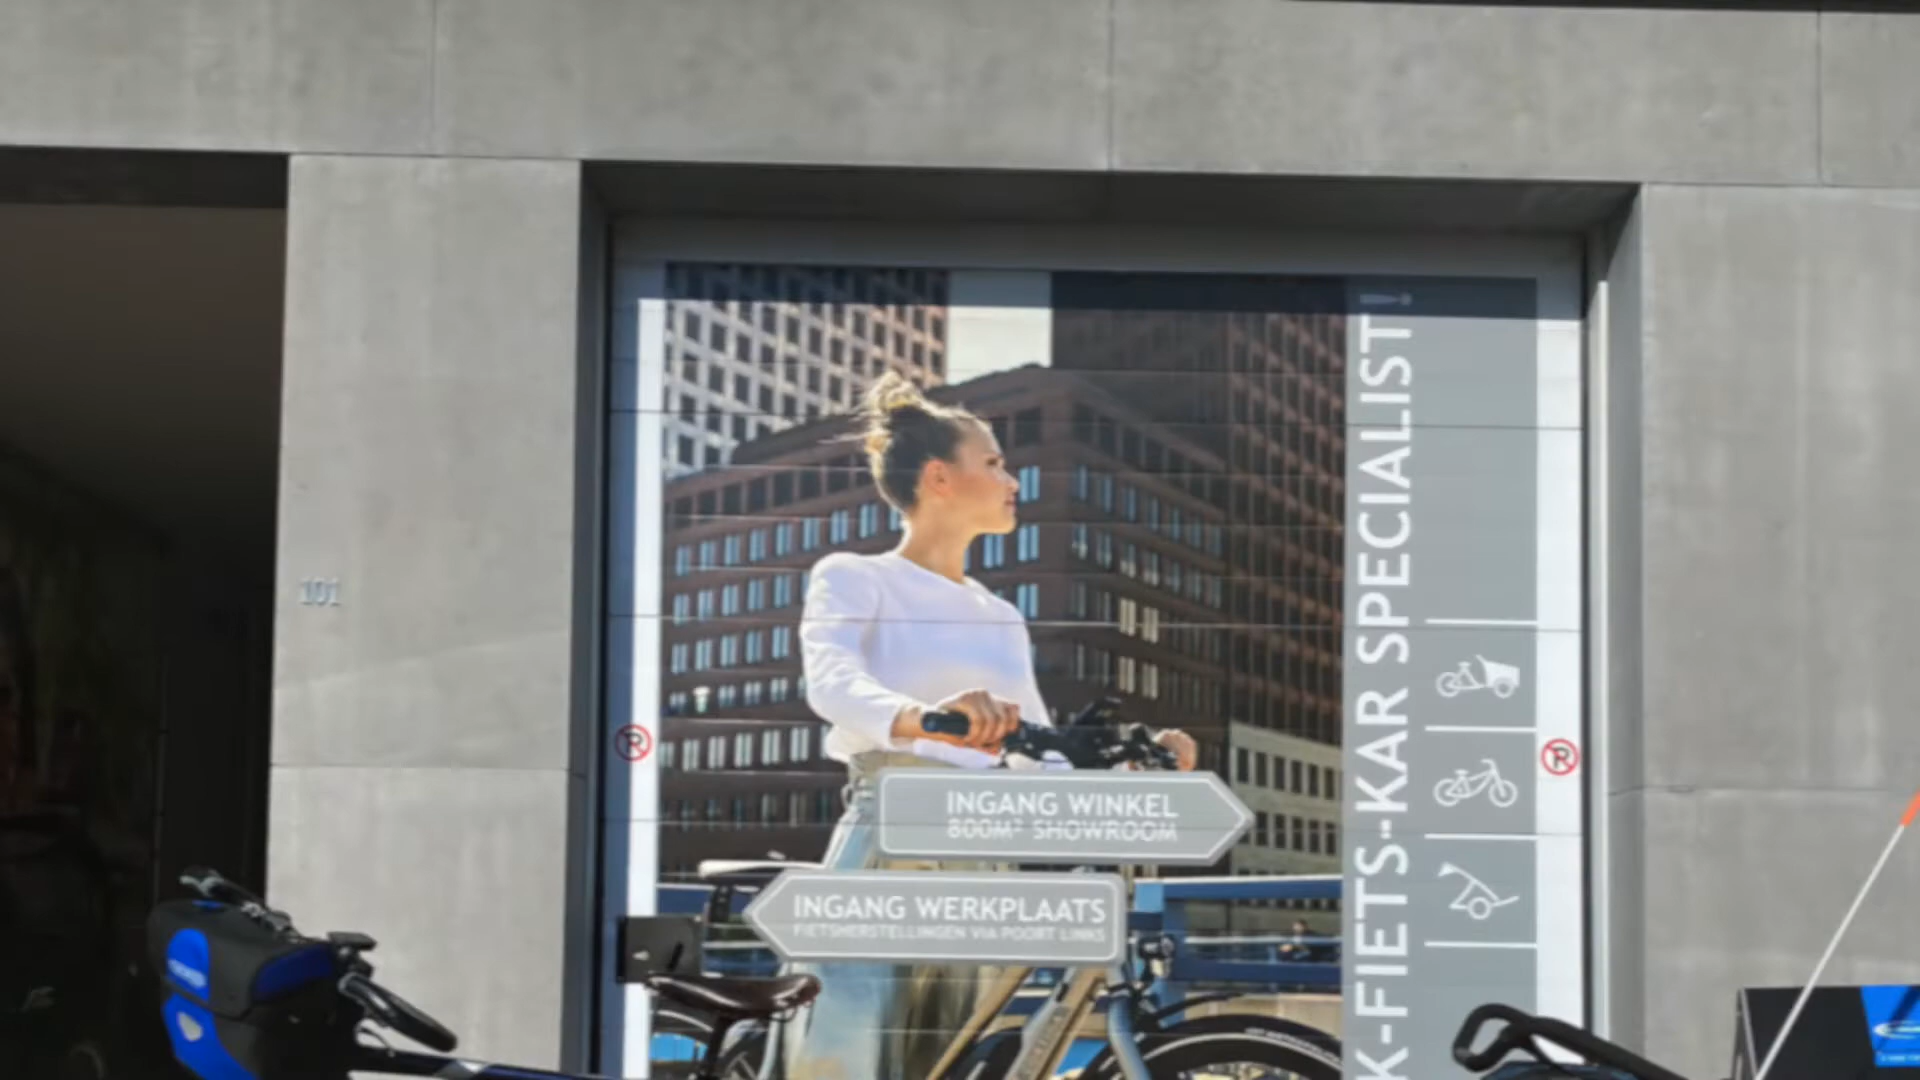 101
INGANG WINKEL
800M² SHOWROOM
INGANG WERKPLAATS
FIETSHERSTELLINGEN VIA POORT LINKS
K-FIETS-KAR SPECIALIST